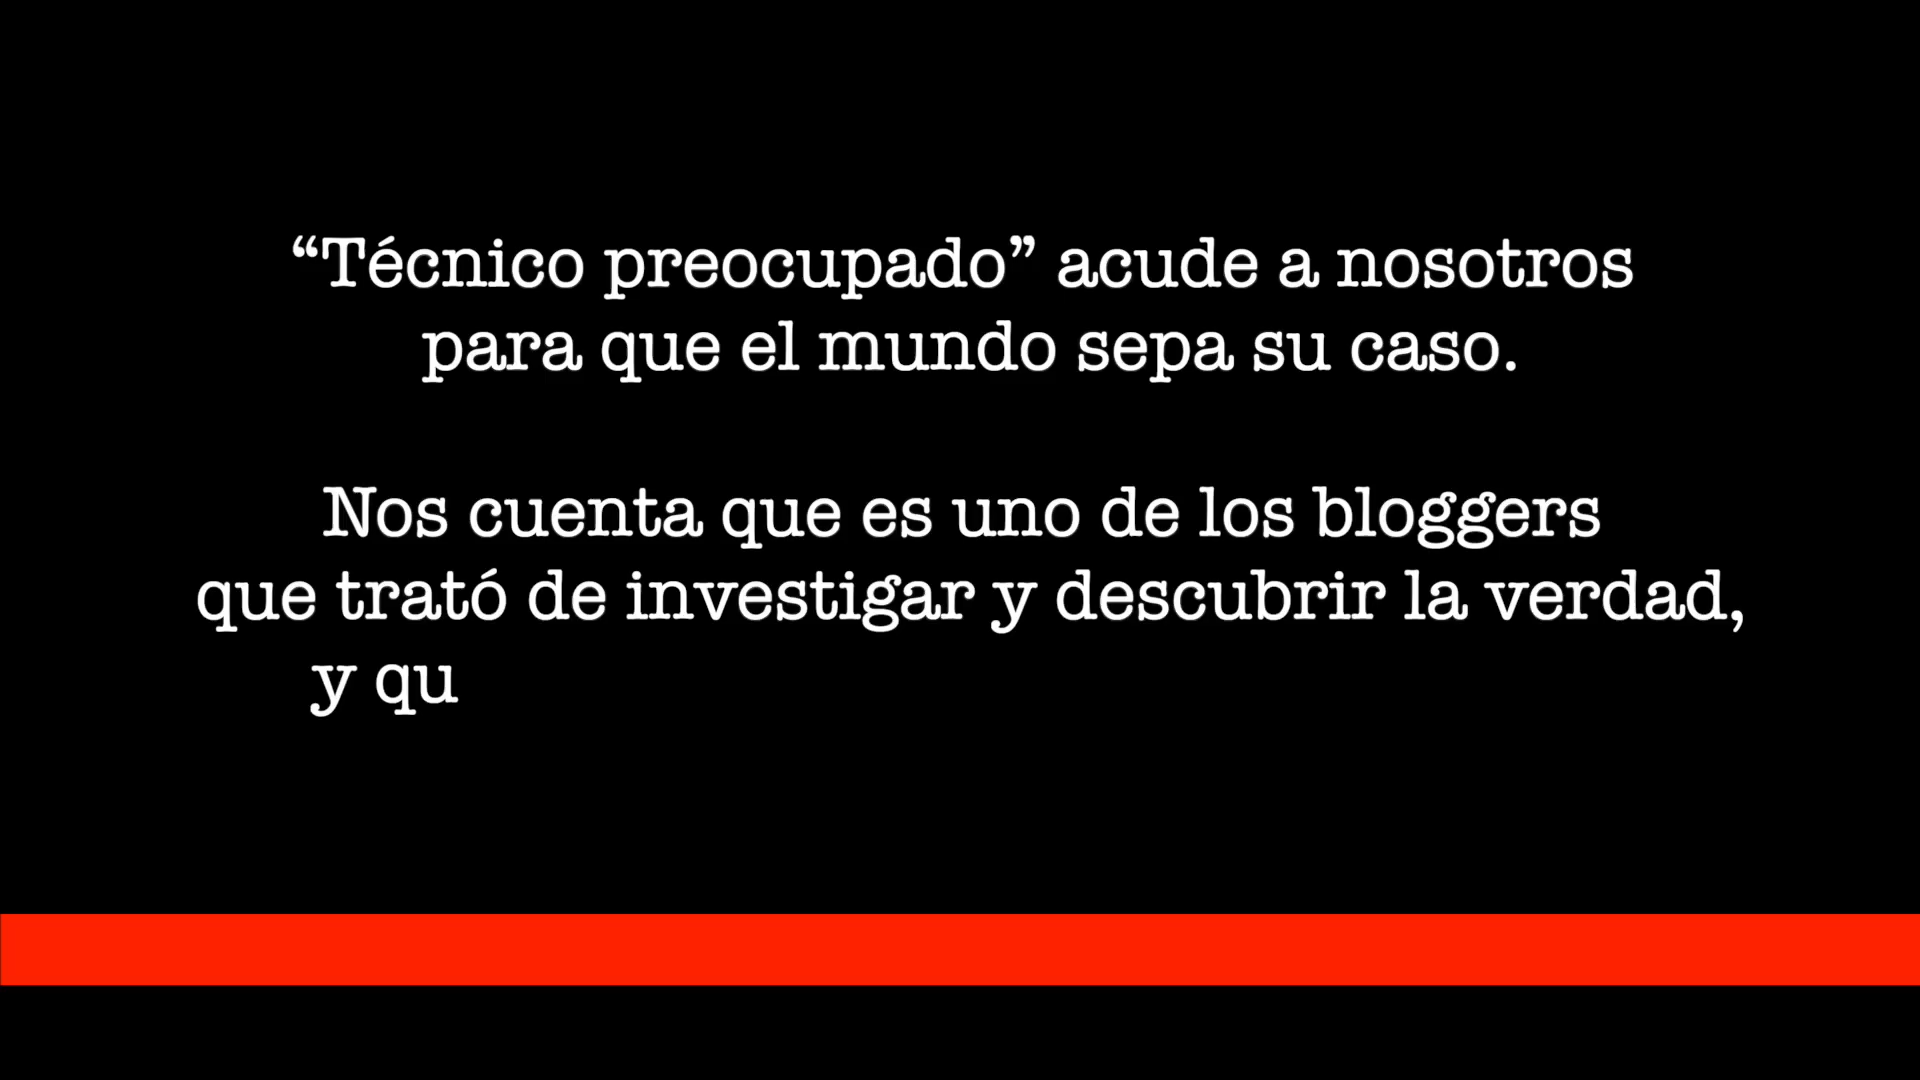 “Técnico preocupado” acude a nosotros
para que el mundo sepa su caso.
Nos cuenta que es uno de los bloggers
que trató de investigar y descubrir la verdad,
y qu